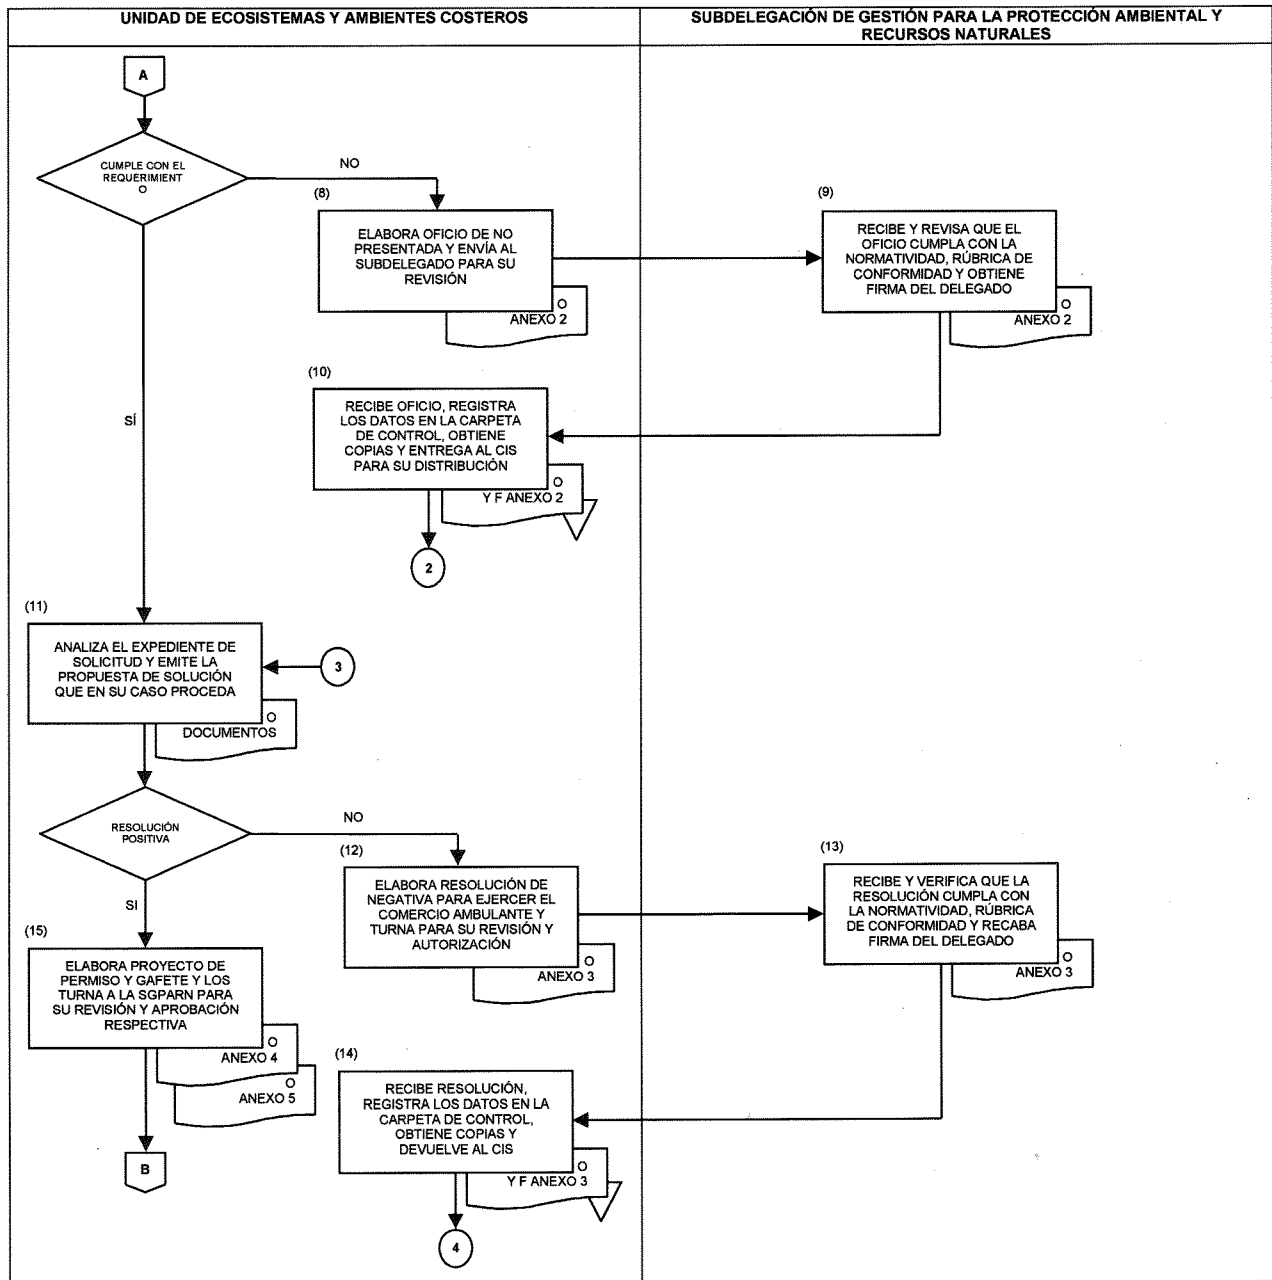 UNIDAD DE ECOSISTEMAS Y AMBIENTES COSTEROS
SUBDELEGACIÓN DE GESTIÓN PARA LA PROTECCIÓN AMBIENTAL Y
RECURSOS NATURALES
A
CUMPLE CON EL
REQUERIMIENT
O
NO
(8)
ELABORA OFICIO DE NO
PRESENTADA Y ENVÍA AL
SUBDELEGADO PARA SU
REVISIÓN
O
ANEXO 2
(9)
RECIBE Y REVISA QUE EL
OFICIO CUMPLA CON LA
NORMATIVIDAD, RÚBRICA DE
CONFORMIDAD Y OBTIENE
FIRMA DEL DELEGADO
O
ANEXO 2
(10)
RECIBE OFICIO, REGISTRA
LOS DATOS EN LA CARPETA
DE CONTROL, OBTIENE
COPIAS Y ENTREGA AL CIS
PARA SU DISTRIBUCIÓN
O
Y F ANEXO 2
2
SÍ
(11)
ANALIZA EL EXPEDIENTE DE
SOLICITUD Y EMITE LA
PROPUESTA DE SOLUCIÓN
QUE EN SU CASO PROCEDA
3
O
DOCUMENTOS
RESOLUCIÓN
POSITIVA
NO
(12)
ELABORA RESOLUCIÓN DE
NEGATIVA PARA EJERCER EL
COMERCIO AMBULANTE Y
TURNA PARA SU REVISIÓN Y
AUTORIZACIÓN
O
ANEXO 3
(13)
RECIBE Y VERIFICA QUE LA
RESOLUCIÓN CUMPLA CON
LA NORMATIVIDAD, RÚBRICA
DE CONFORMIDAD Y RECABA
FIRMA DEL DELEGADO
O
ANEXO 3
SI
(15)
ELABORA PROYECTO DE
PERMISO Y GAFETE Y LOS
TURNA A LA SGPARN PARA
SU REVISIÓN Y APROBACIÓN
RESPECTIVA
O
ANEXO 4
O
ANEXO 5
B
(14)
RECIBE RESOLUCIÓN,
REGISTRA LOS DATOS EN LA
CARPETA DE CONTROL,
OBTIENE COPIAS Y
DEVUELVE AL CIS
O
Y F ANEXO 3
4